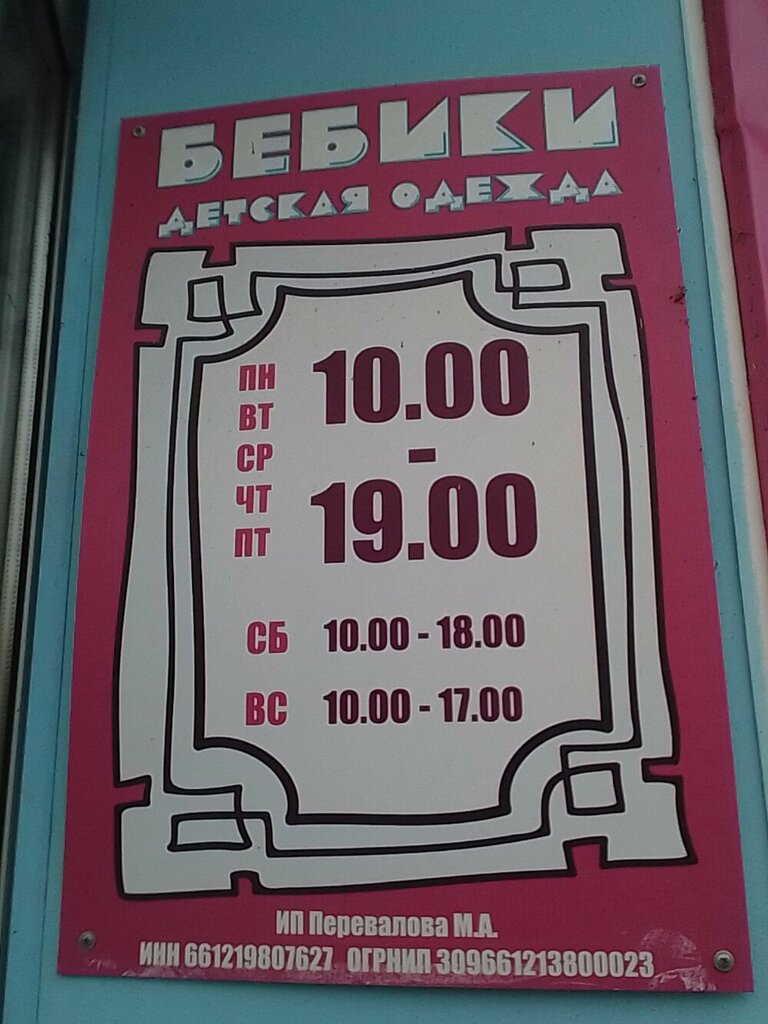 БЕБИКИ
ДЕТСКАЯ ОДЕЖДА
ПН
ВТ
СР
ЧТ
ПТ
10.00
-
19.00
СБ 10.00 - 18.00
ВС 10.00 - 17.00
ИП Перевалова М.А.
ИНН 661219807627 ОГРНИП 309661213800023